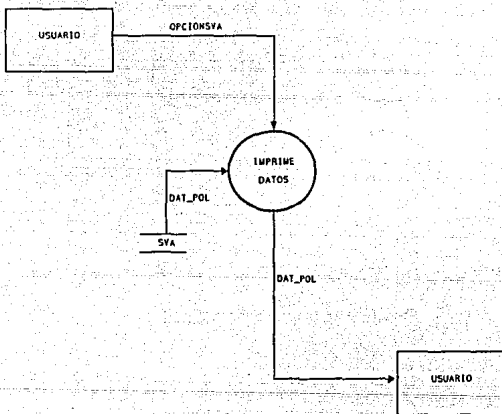 USUARIO
OPCIONSVA
IMPRIME
DATOS
DAT_POL
SVA
DAT_POL
USUARIO